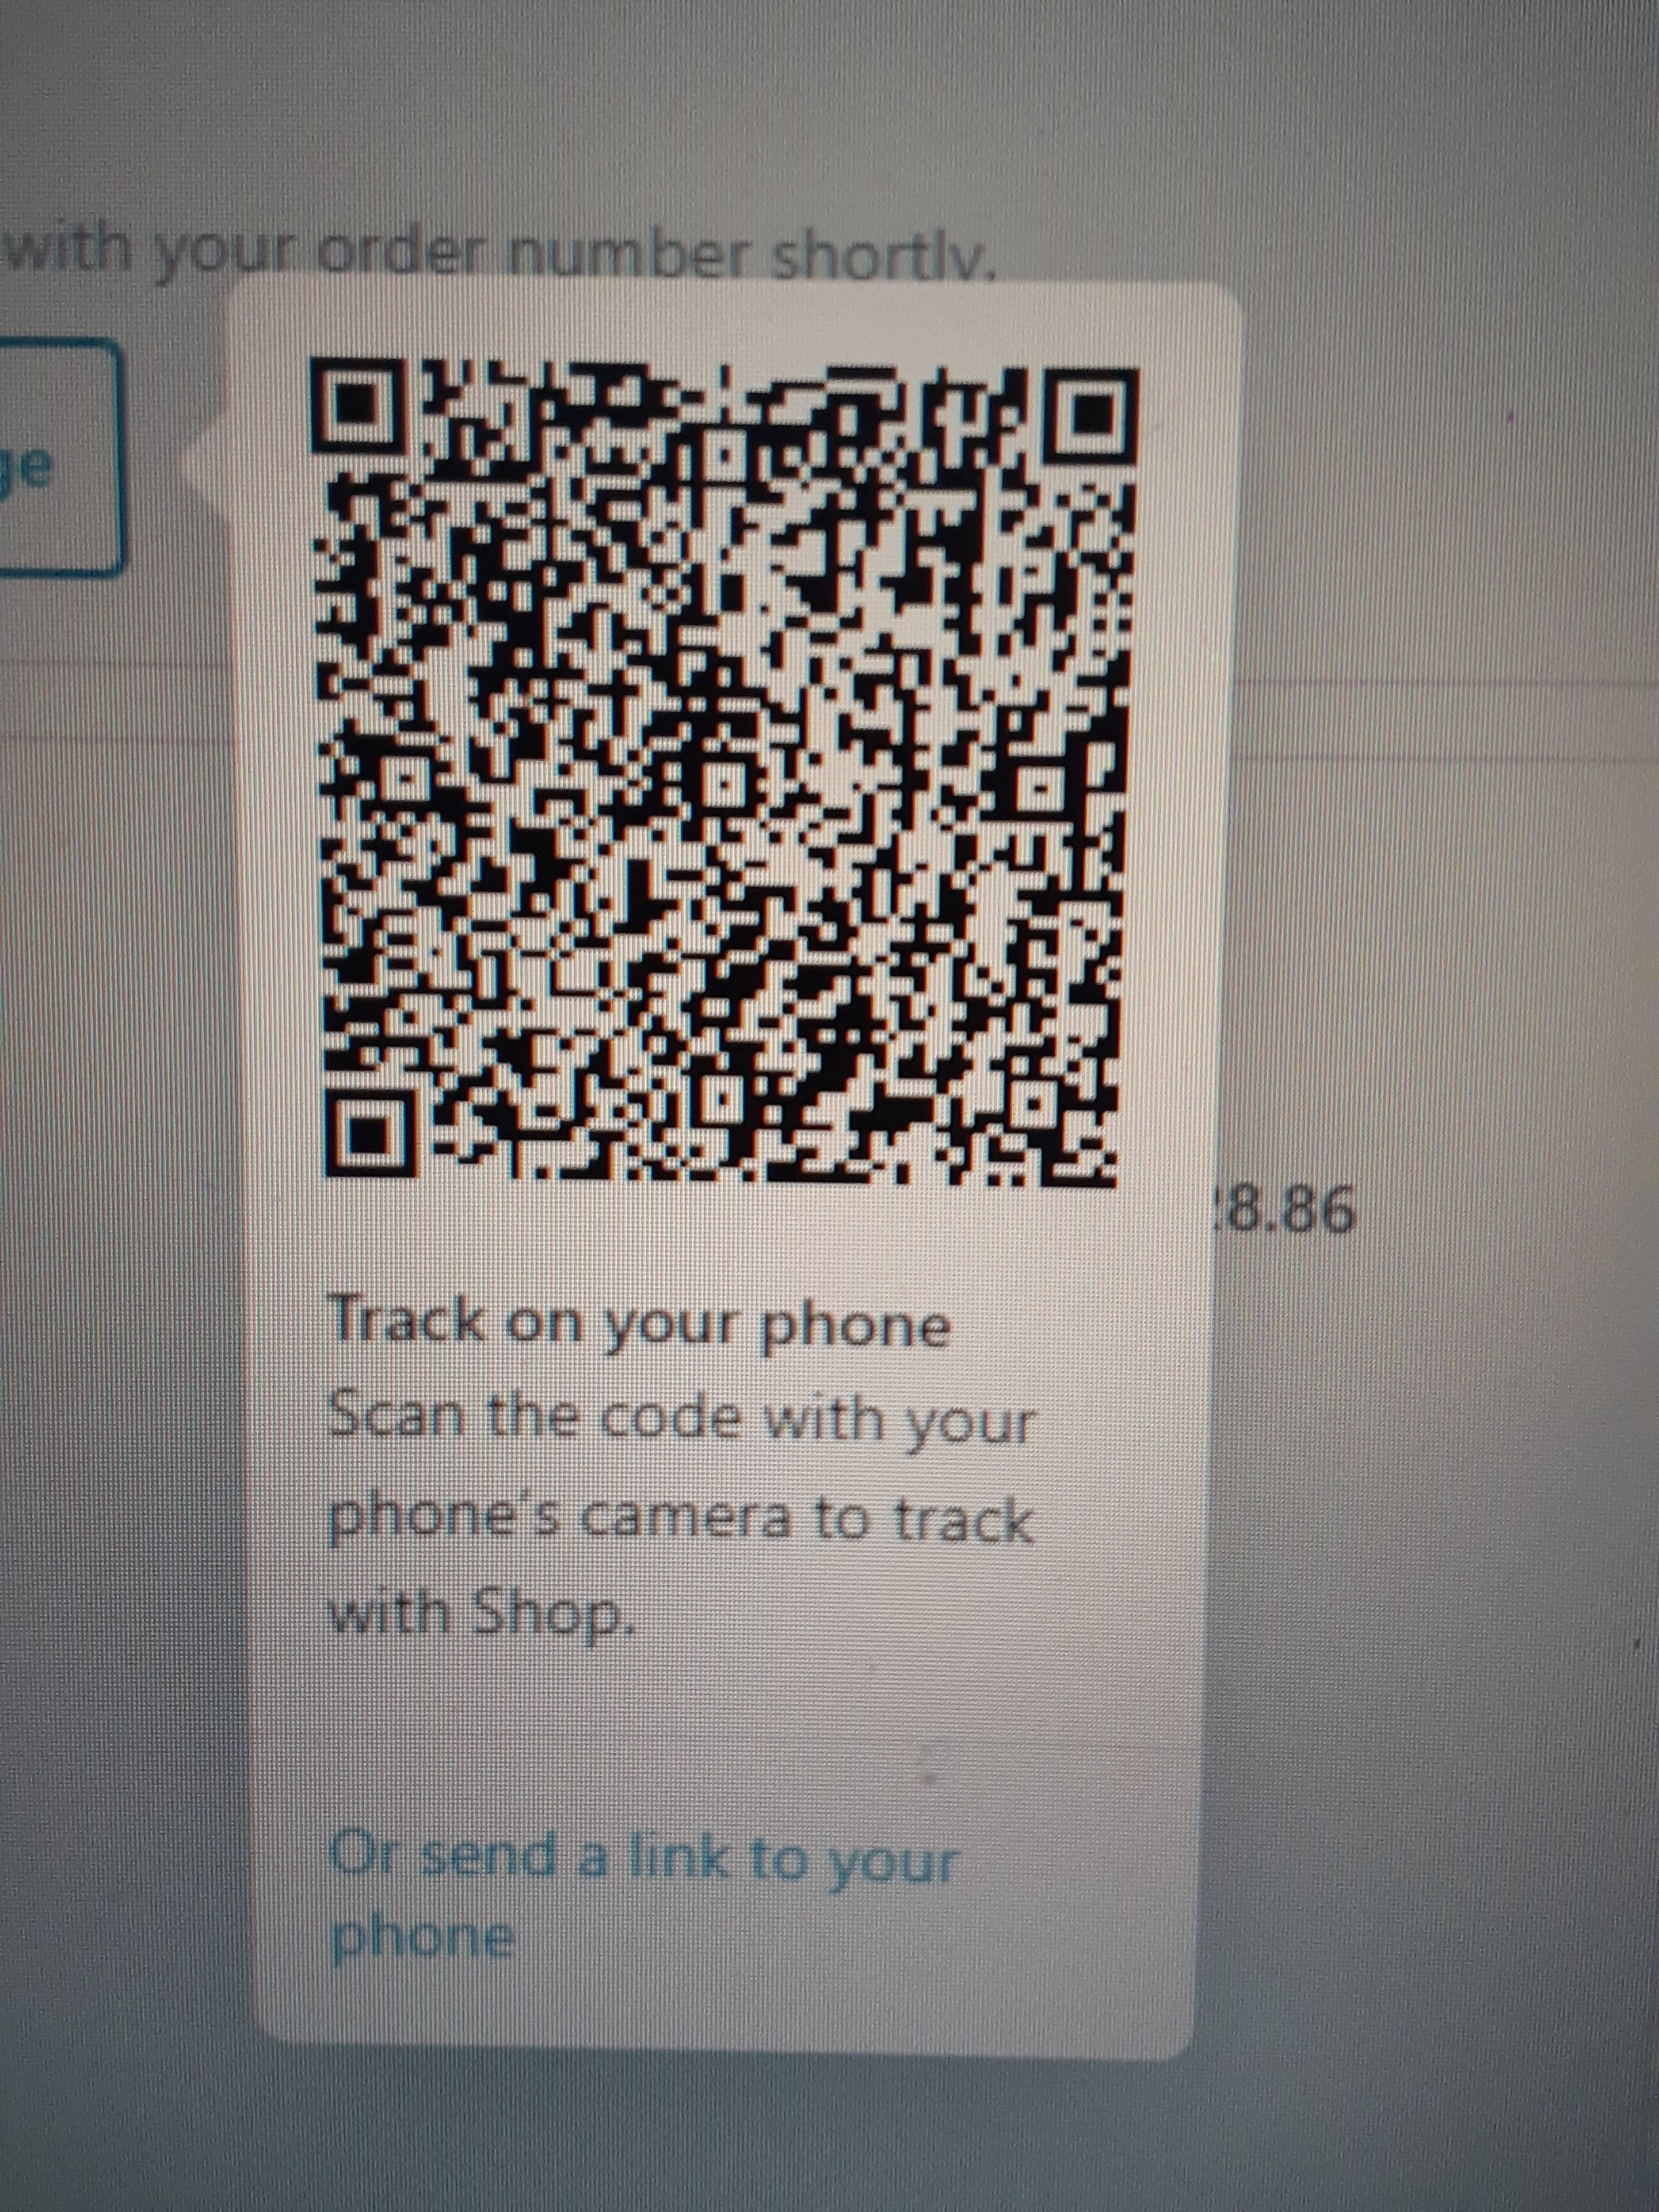 with your order number shortly.
ge
8.86
Track on your phone
Scan the code with your
phone's camera to track
with Shop.
Or send a link to your
phone